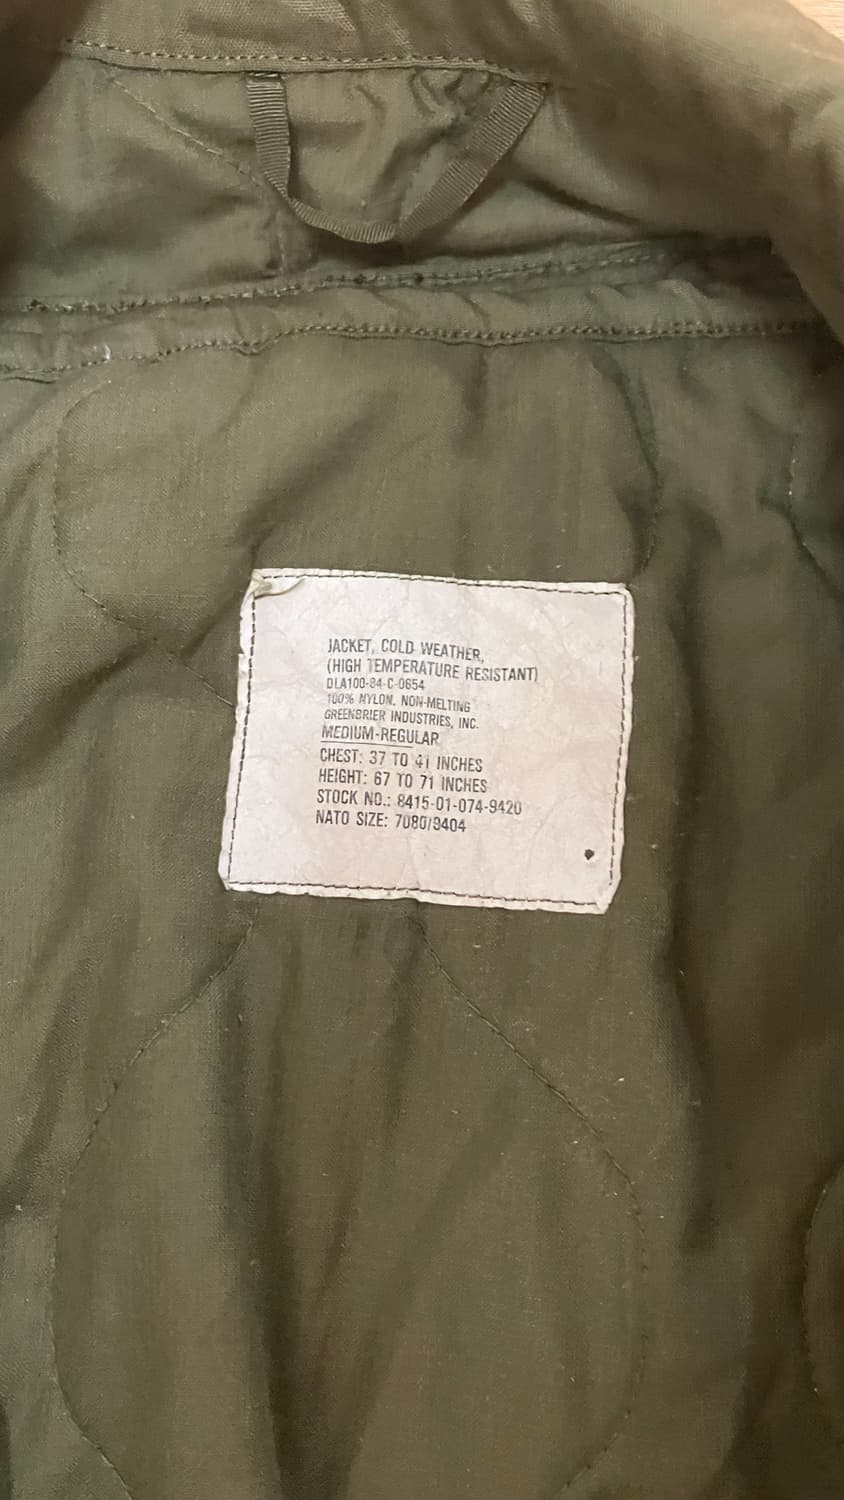 JACKET, COLD WEATHER,
(HIGH TEMPERATURE RESISTANT)
DLA100-84-C-0654
100% NYLON, NON-MELTING
GREENBRIER INDUSTRIES, INC.
MEDIUM-REGULAR
CHEST: 37 TO 41 INCHES
HEIGHT: 67 TO 71 INCHES
STOCK NO.: 8415-01-074-9420
NATO SIZE: 7080/9404